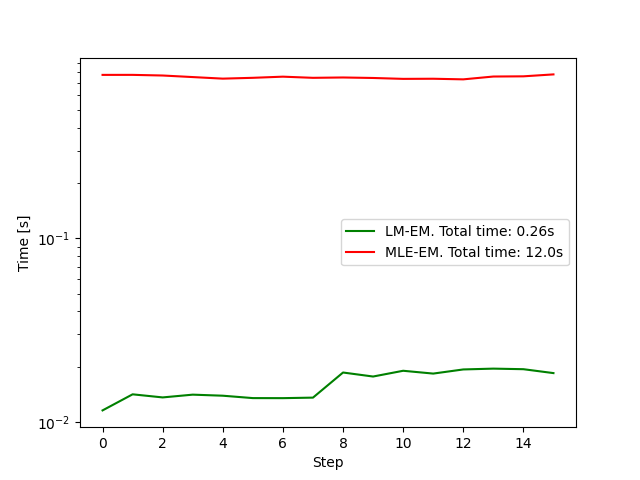 Time [s]
10⁻¹
10⁻²
LM-EM. Total time: 0.26s
MLE-EM. Total time: 12.0s
0 2 4 6 8 10 12 14
Step